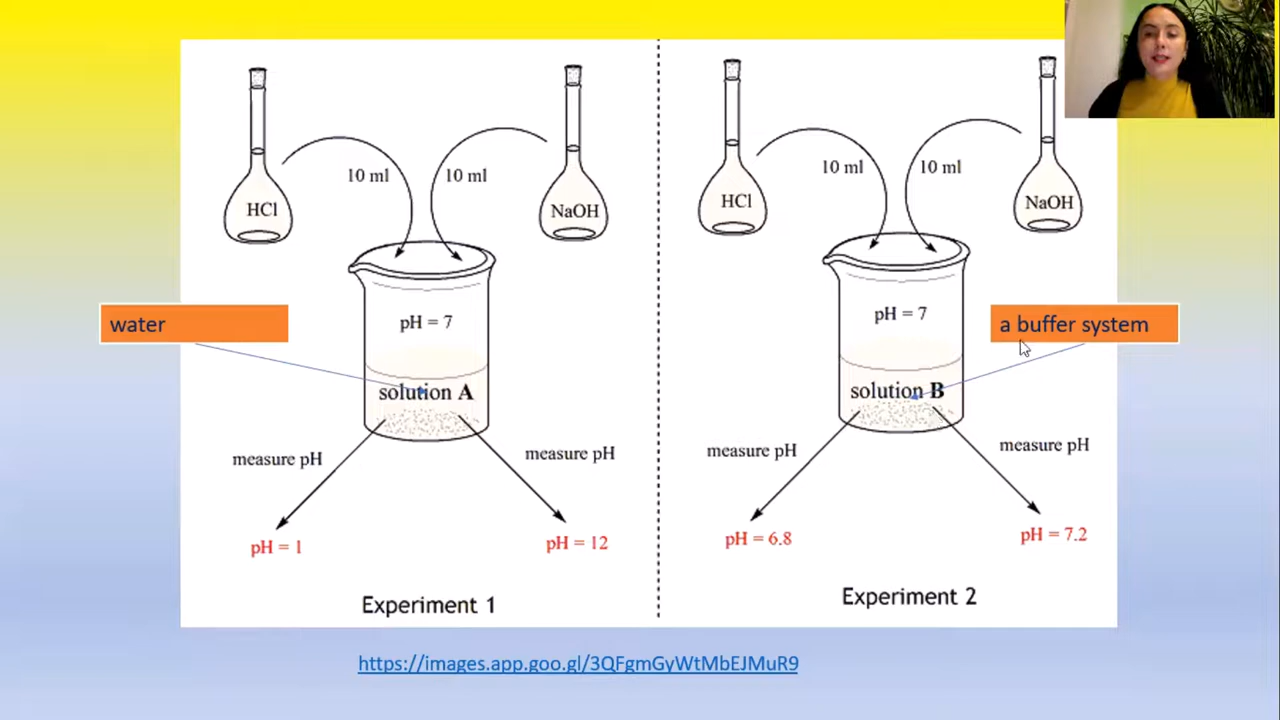 10 ml
10 ml
HCl
NaOH
pH = 7
water
solution A
measure pH
measure pH
pH = 1
pH = 12
Experiment 1
10 ml
10 ml
HCl
NaOH
pH = 7
a buffer system
solution B
measure pH
measure pH
pH = 6.8
pH = 7.2
Experiment 2
https://images.app.goo.gl/3QFgmGyWtMbEJMuR9